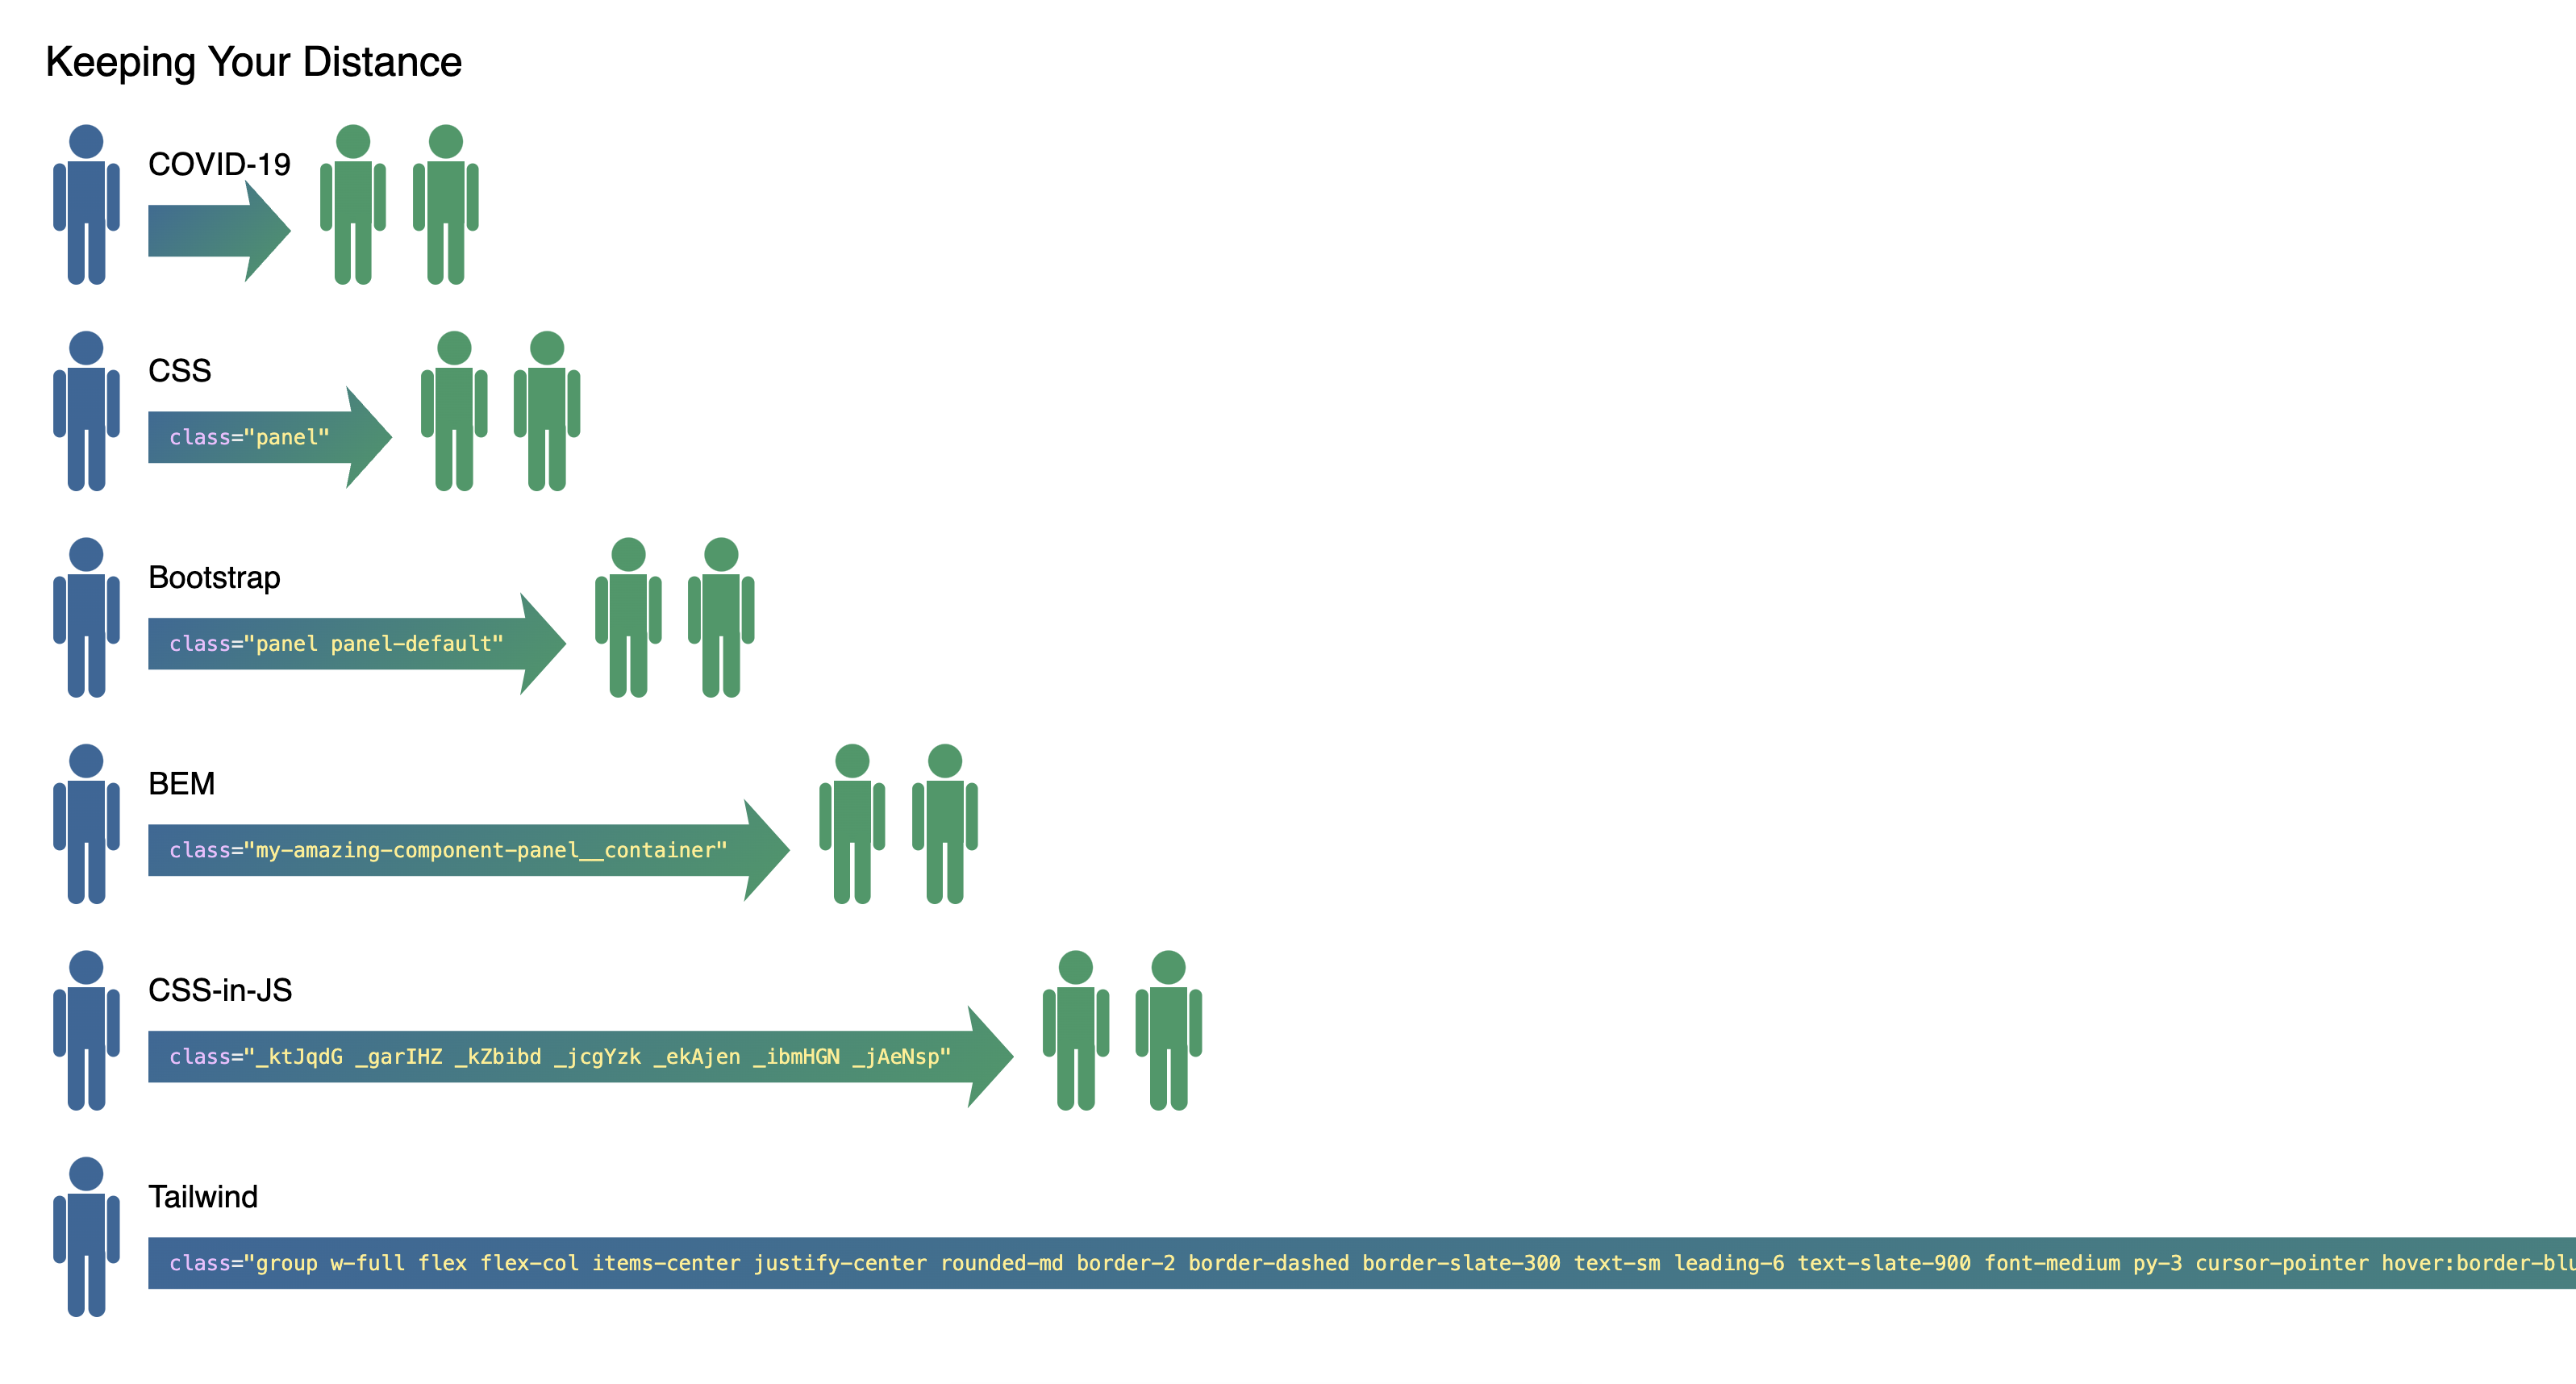 Keeping Your Distance
COVID-19
CSS
class="panel"
Bootstrap
class="panel panel-default"
BEM
class="my-amazing-component-panel__container"
CSS-in-JS
class="_ktJqdG _garIHZ _kZbibd _jcgYzk _ekAjen _ibmHGN _jAeNsp"
Tailwind
class="group w-full flex flex-col items-center justify-center rounded-md border-2 border-dashed border-slate-300 text-sm leading-6 text-slate-900 font-medium py-3 cursor-pointer hover:border-blu